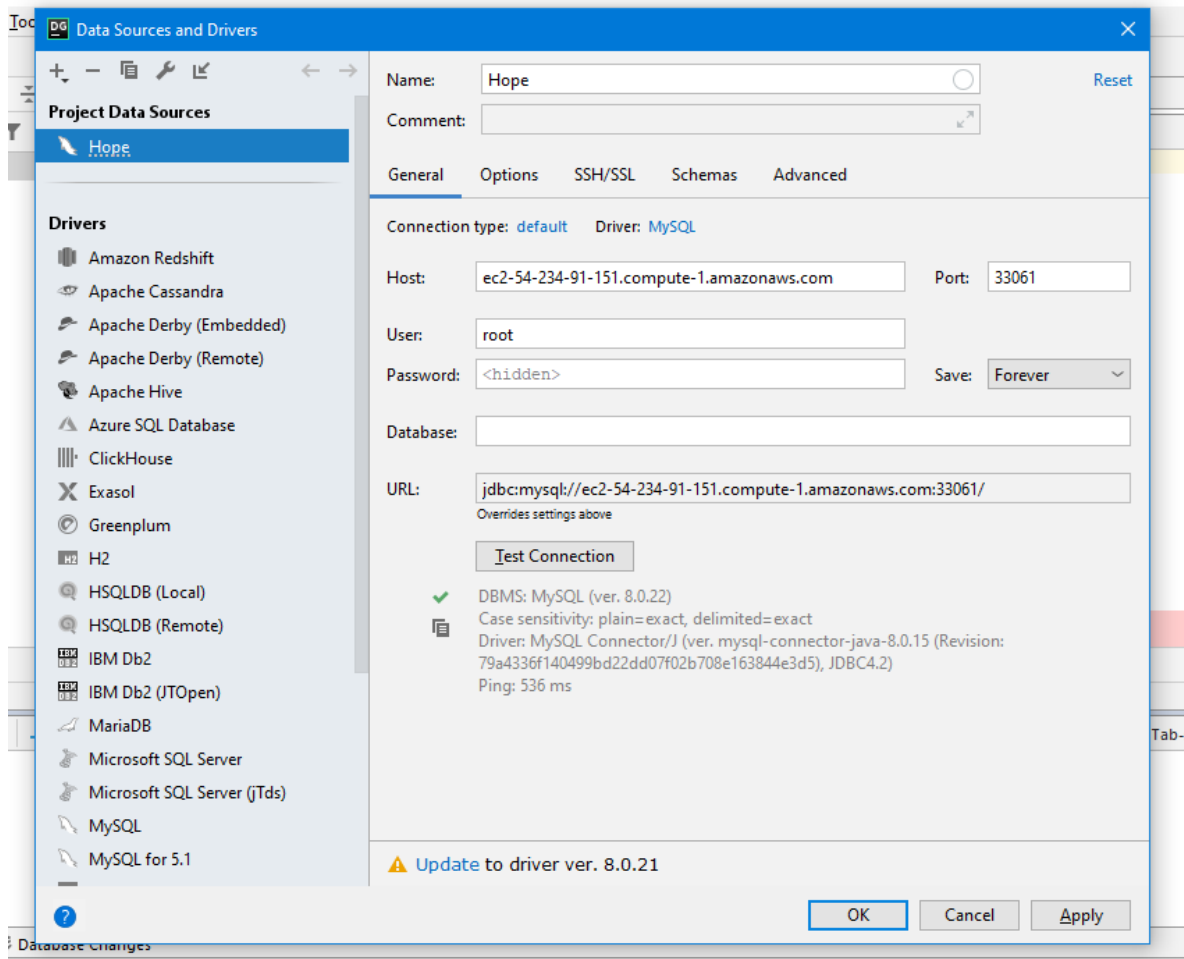 Too
DG Data Sources and Drivers
Project Data Sources
Hope
Drivers
Amazon Redshift
Apache Cassandra
Apache Derby (Embedded)
Apache Derby (Remote)
Apache Hive
Azure SQL Database
ClickHouse
Exasol
Greenplum
H2 H2
HSQLDB (Local)
HSQLDB (Remote)
IBM Db2
IBM Db2 (JTOpen)
MariaDB
Microsoft SQL Server
Microsoft SQL Server (jTds)
MySQL
MySQL for 5.1
Name: Hope Reset
Comment:
General Options SSH/SSL Schemas Advanced
Connection type: default Driver: MySQL
Host: ec2-54-234-91-151.compute-1.amazonaws.com Port: 33061
User: root
Password: <hidden> Save: Forever
Database:
URL: jdbc:mysql://ec2-54-234-91-151.compute-1.amazonaws.com:33061/
Overrides settings above
Test Connection
DBMS: MySQL (ver. 8.0.22)
Case sensitivity: plain=exact, delimited=exact
Driver: MySQL Connector/J (ver. mysql-connector-java-8.0.15 (Revision:
79a4336f140499bd22dd07f02b708e163844e3d5), JDBC4.2)
Ping: 536 ms
Update to driver ver. 8.0.21
? OK Cancel Apply
Tab-
Database Changes